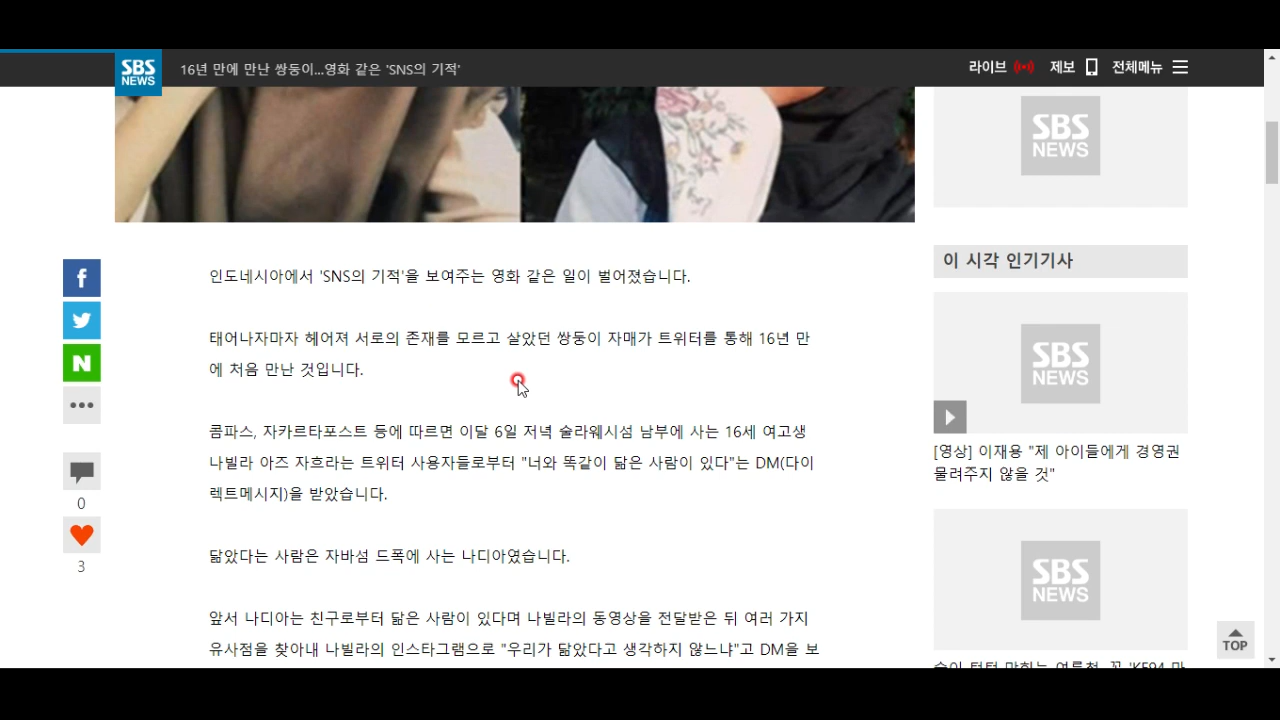 SBS NEWS
16년 만에 만난 쌍둥이...영화 같은 'SNS의 기적'
라이브
제보
전체메뉴
SBS
NEWS
인도네시아에서 'SNS의 기적'을 보여주는 영화 같은 일이 벌어졌습니다.
태어나자마자 헤어져 서로의 존재를 모르고 살았던 쌍둥이 자매가 트위터를 통해 16년 만
에 처음 만난 것입니다.
콤파스, 자카르타포스트 등에 따르면 이달 6일 저녁 술라웨시섬 남부에 사는 16세 여고생
나빌라 아즈 자흐라는 트위터 사용자들로부터 "너와 똑같이 닮은 사람이 있다"는 DM(다이
렉트메시지)을 받았습니다.
닮았다는 사람은 자바섬 드폭에 사는 나디아였습니다.
앞서 나디아는 친구로부터 닮은 사람이 있다며 나빌라의 동영상을 전달받은 뒤 여러 가지
유사점을 찾아내 나빌라의 인스타그램으로 "우리가 닮았다고 생각하지 않느냐"고 DM을 보
f
N
0
3
이 시각 인기기사
SBS
NEWS
[영상] 이재용 "제 아이들에게 경영권
물려주지 않을 것"
SBS
NEWS
TOP